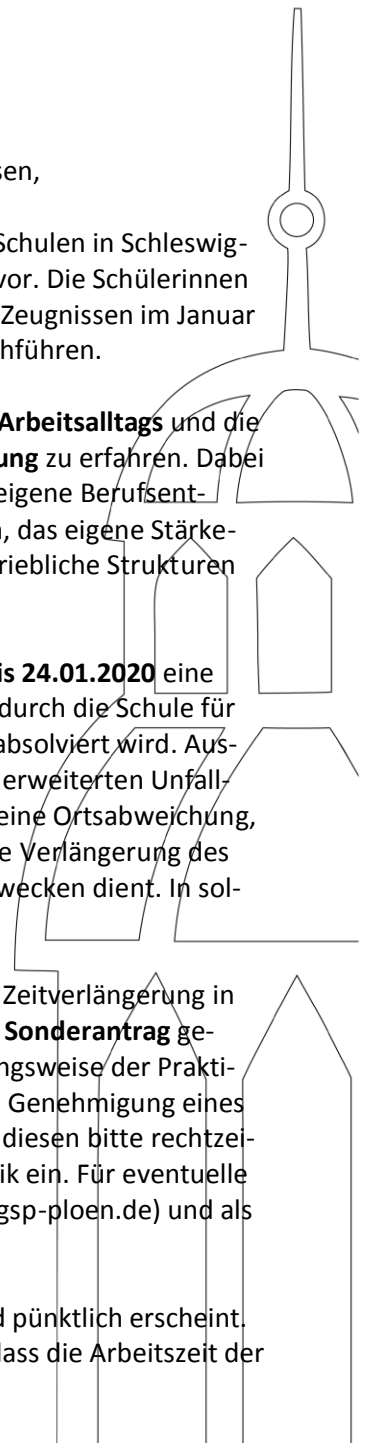 sen,
Schulen in Schleswig-
vor. Die Schülerinnen
Zeugnissen im Januar
hführen.
Arbeitsalltags und die
ung zu erfahren. Dabei
eigene Berufsent-
, das eigene Stärke-
riebliche Strukturen
is 24.01.2020 eine
durch die Schule für
absolviert wird. Aus-
erweiterten Unfall-
eine Ortsabweichung,
e Verlängerung des
wecken dient. In sol-
Zeitverlängerung in
Sonderantrag ge-
ngsweise der Prakti-
Genehmigung eines
diesen bitte rechtzei-
ik ein. Für eventuelle
gsp-ploen.de) und als
d pünktlich erscheint.
dass die Arbeitszeit der